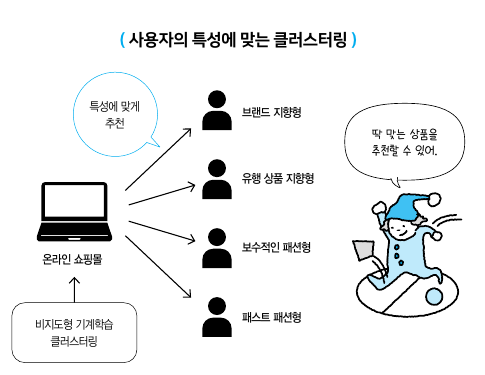 ( 사용자의 특성에 맞는 클러스터링 )
특성에 맞게
추천
브랜드 지향형
딱 맞는 상품을
추천할 수 있어.
유행 상품 지향형
보수적인 패션형
온라인 쇼핑몰
패스트 패션형
비지도형 기계학습
클러스터링